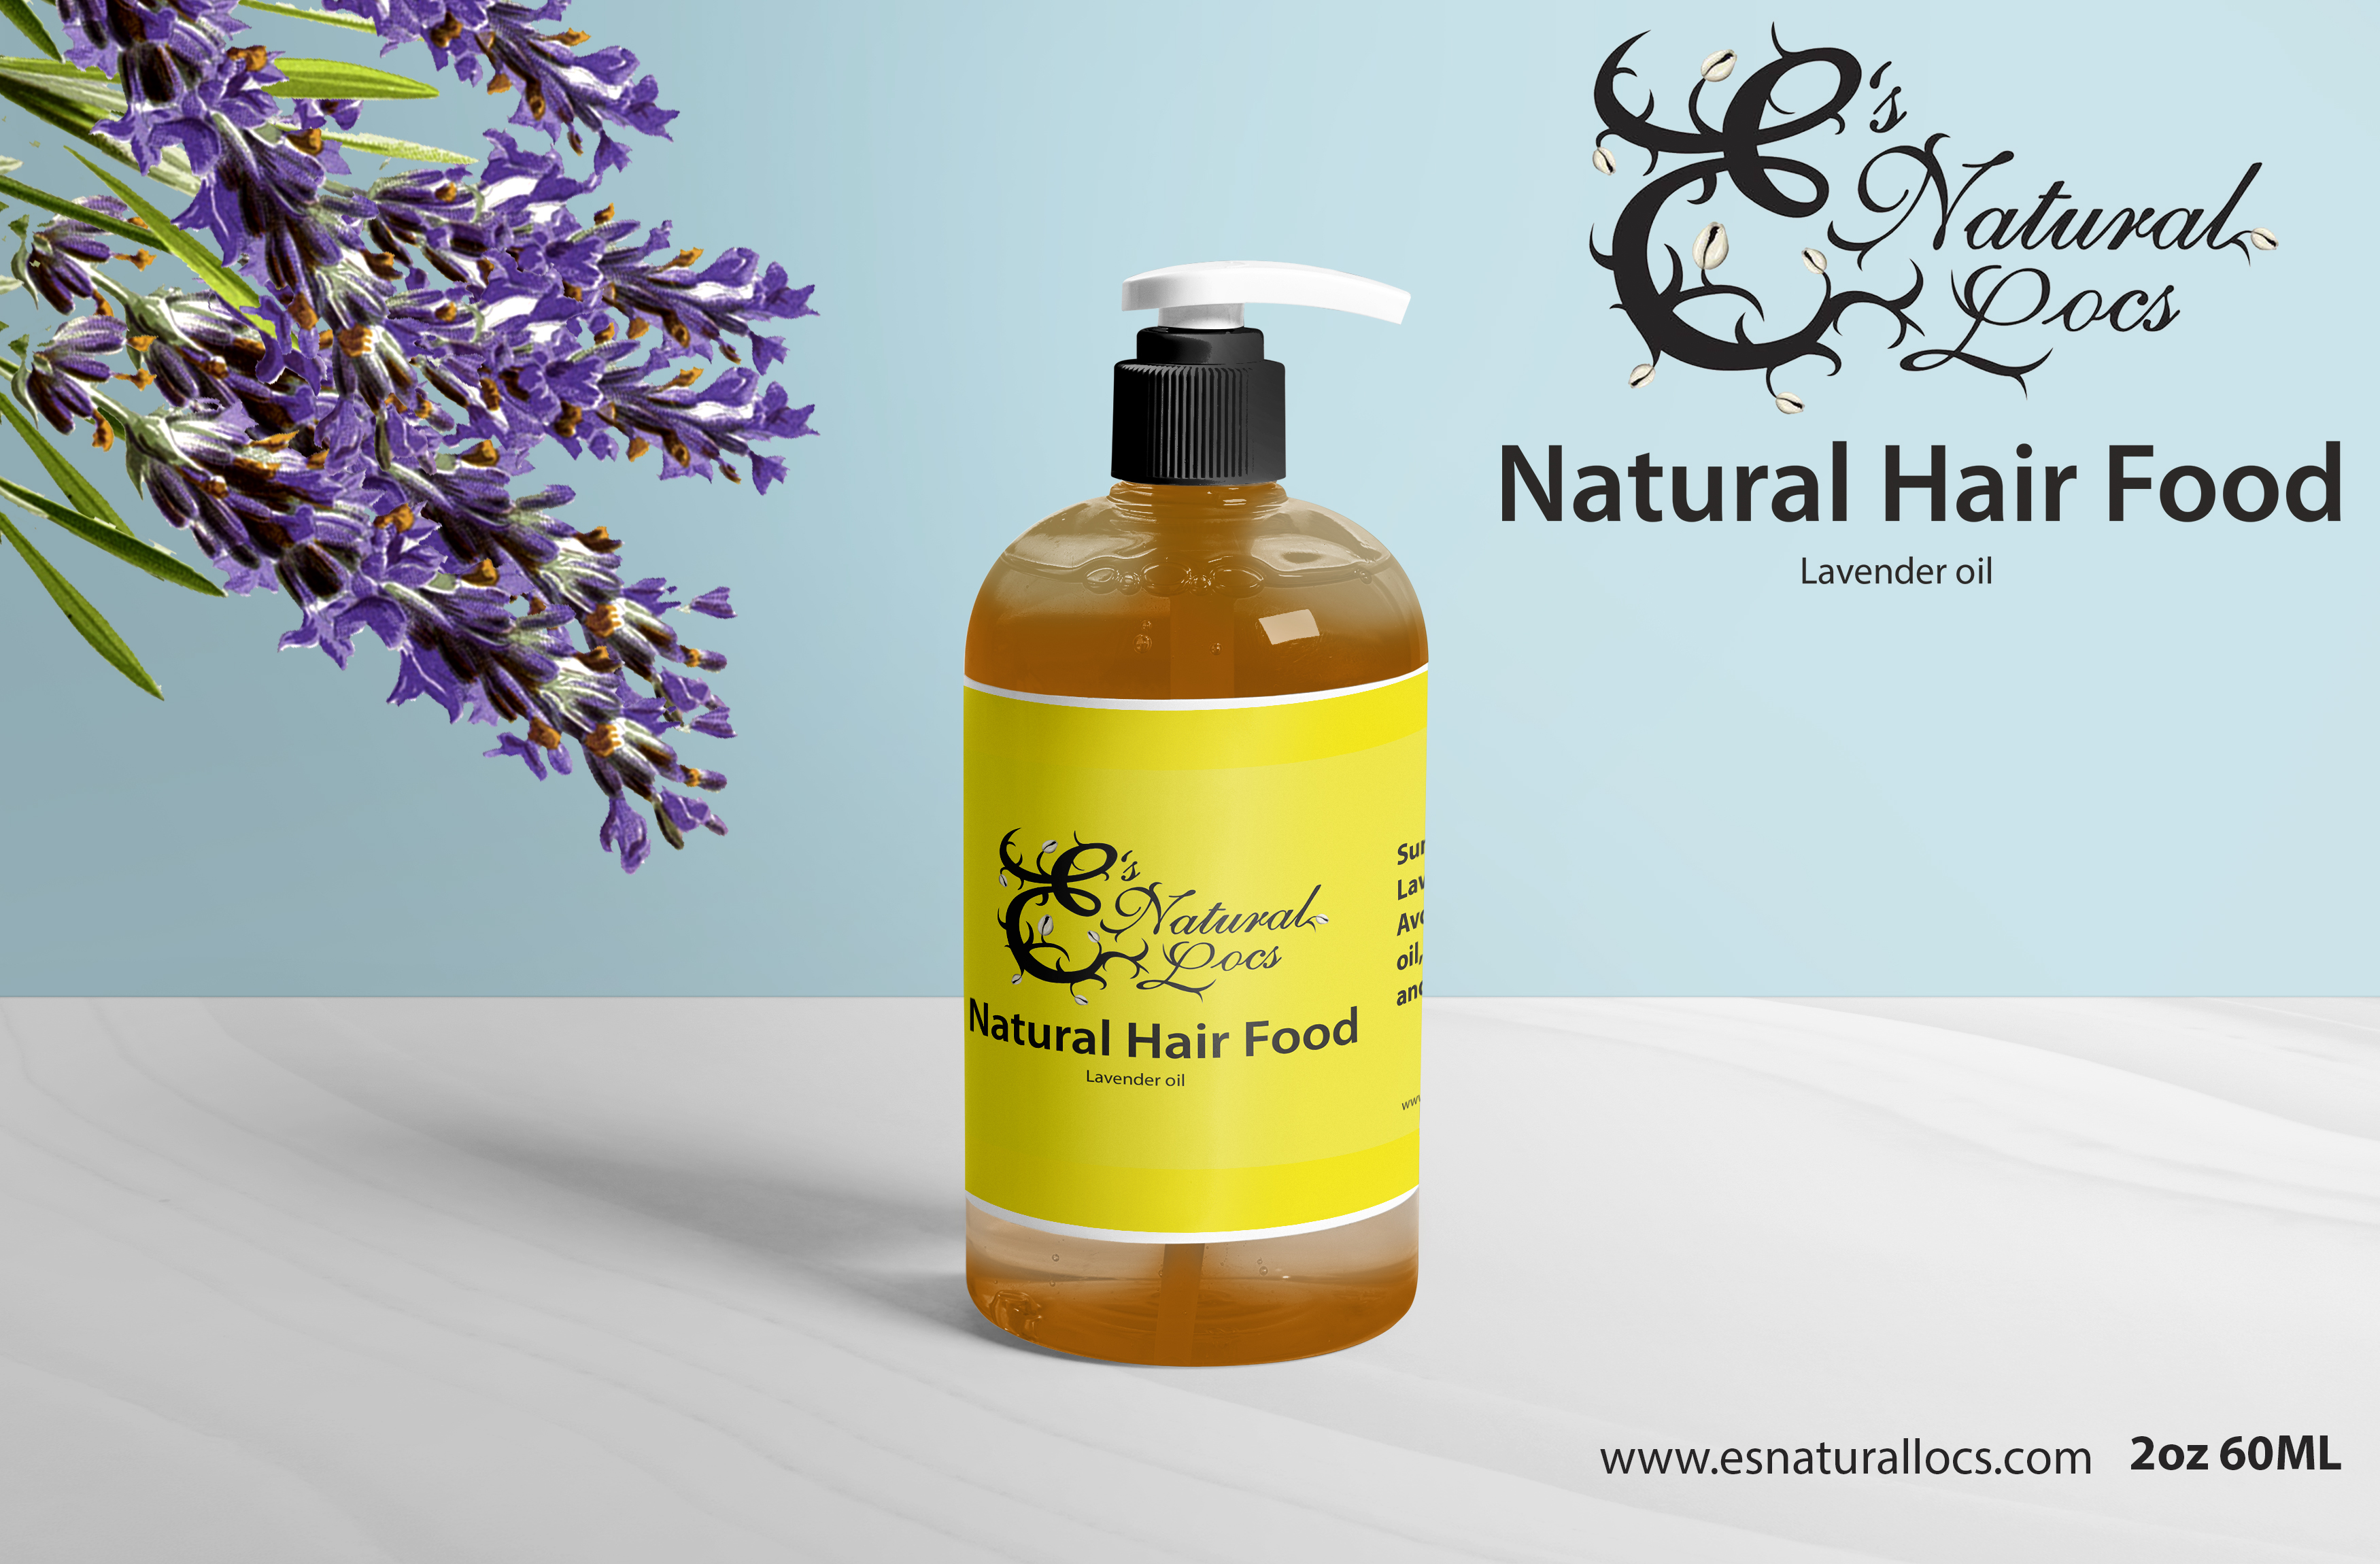 E's
Natural
Locs
Natural Hair Food
Lavender oil
E's
Natural
Locs
Natural Hair Food
Lavender oil
oil,
www.esnaturallocs.com 2oz 60ML